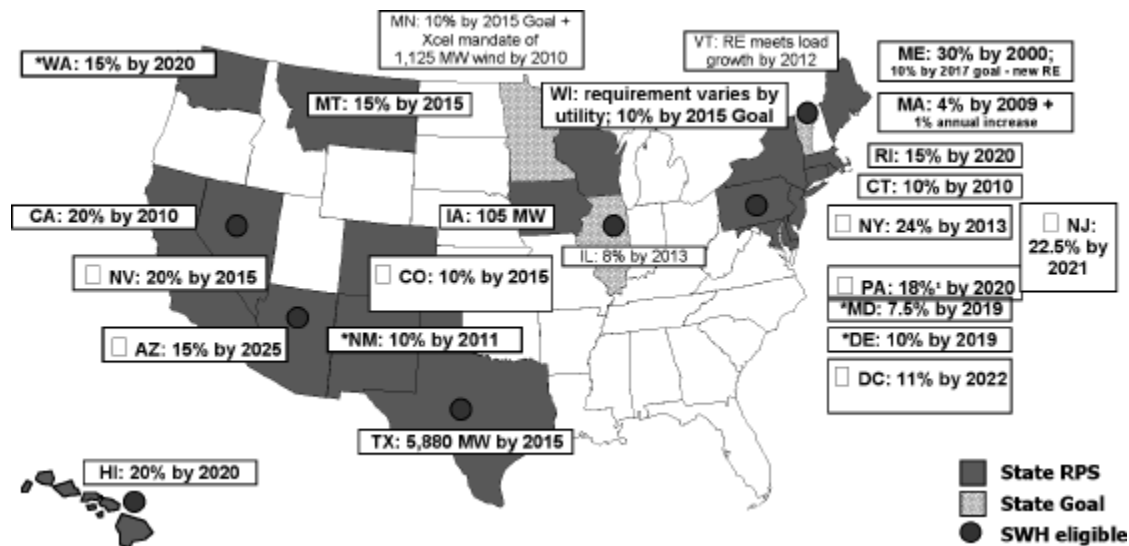 MN: 10% by 2015 Goal +
Xcel mandate of
1,125 MW wind by 2010
VT: RE meets load
growth by 2012
ME: 30% by 2000;
10% by 2017 goal - new RE
*WA: 15% by 2020
MT: 15% by 2015
WI: requirement varies by
utility; 10% by 2015 Goal
MA: 4% by 2009 +
1% annual increase
RI: 15% by 2020
CT: 10% by 2010
CA: 20% by 2010
IA: 105 MW
NY: 24% by 2013
NJ:
22.5% by
2021
IL: 8% by 2013
NV: 20% by 2015
CO: 10% by 2015
PA: 18%¹ by 2020
*MD: 7.5% by 2019
AZ: 15% by 2025
*NM: 10% by 2011
*DE: 10% by 2019
DC: 11% by 2022
TX: 5,880 MW by 2015
HI: 20% by 2020
State RPS
State Goal
SWH eligible